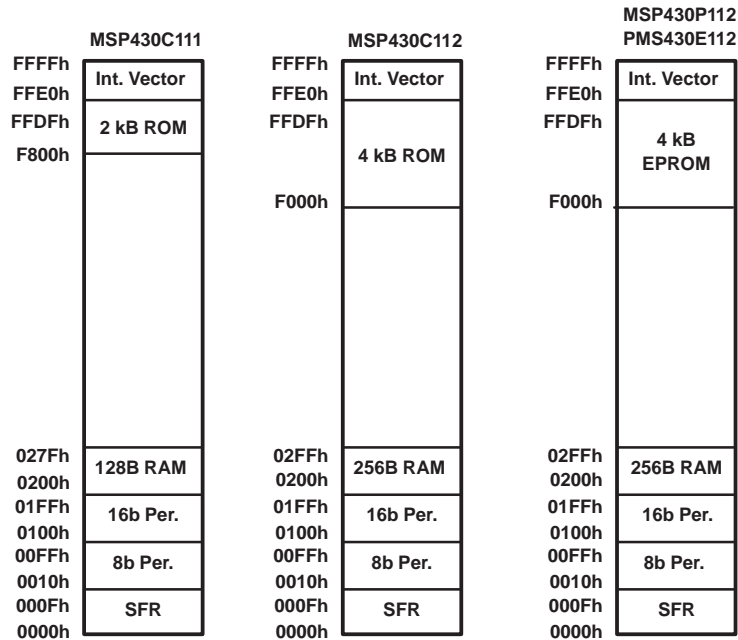 MSP430C111
FFFFh
Int. Vector
FFE0h
FFDFh
2 kB ROM
F800h
027Fh
128B RAM
0200h
01FFh
16b Per.
0100h
00FFh
8b Per.
0010h
000Fh
SFR
0000h
MSP430C112
FFFFh
Int. Vector
FFE0h
FFDFh
4 kB ROM
F000h
02FFh
256B RAM
0200h
01FFh
16b Per.
0100h
00FFh
8b Per.
0010h
000Fh
SFR
0000h
MSP430P112
PMS430E112
FFFFh
Int. Vector
FFE0h
FFDFh
4 kB
EPROM
F000h
02FFh
256B RAM
0200h
01FFh
16b Per.
0100h
00FFh
8b Per.
0010h
000Fh
SFR
0000h